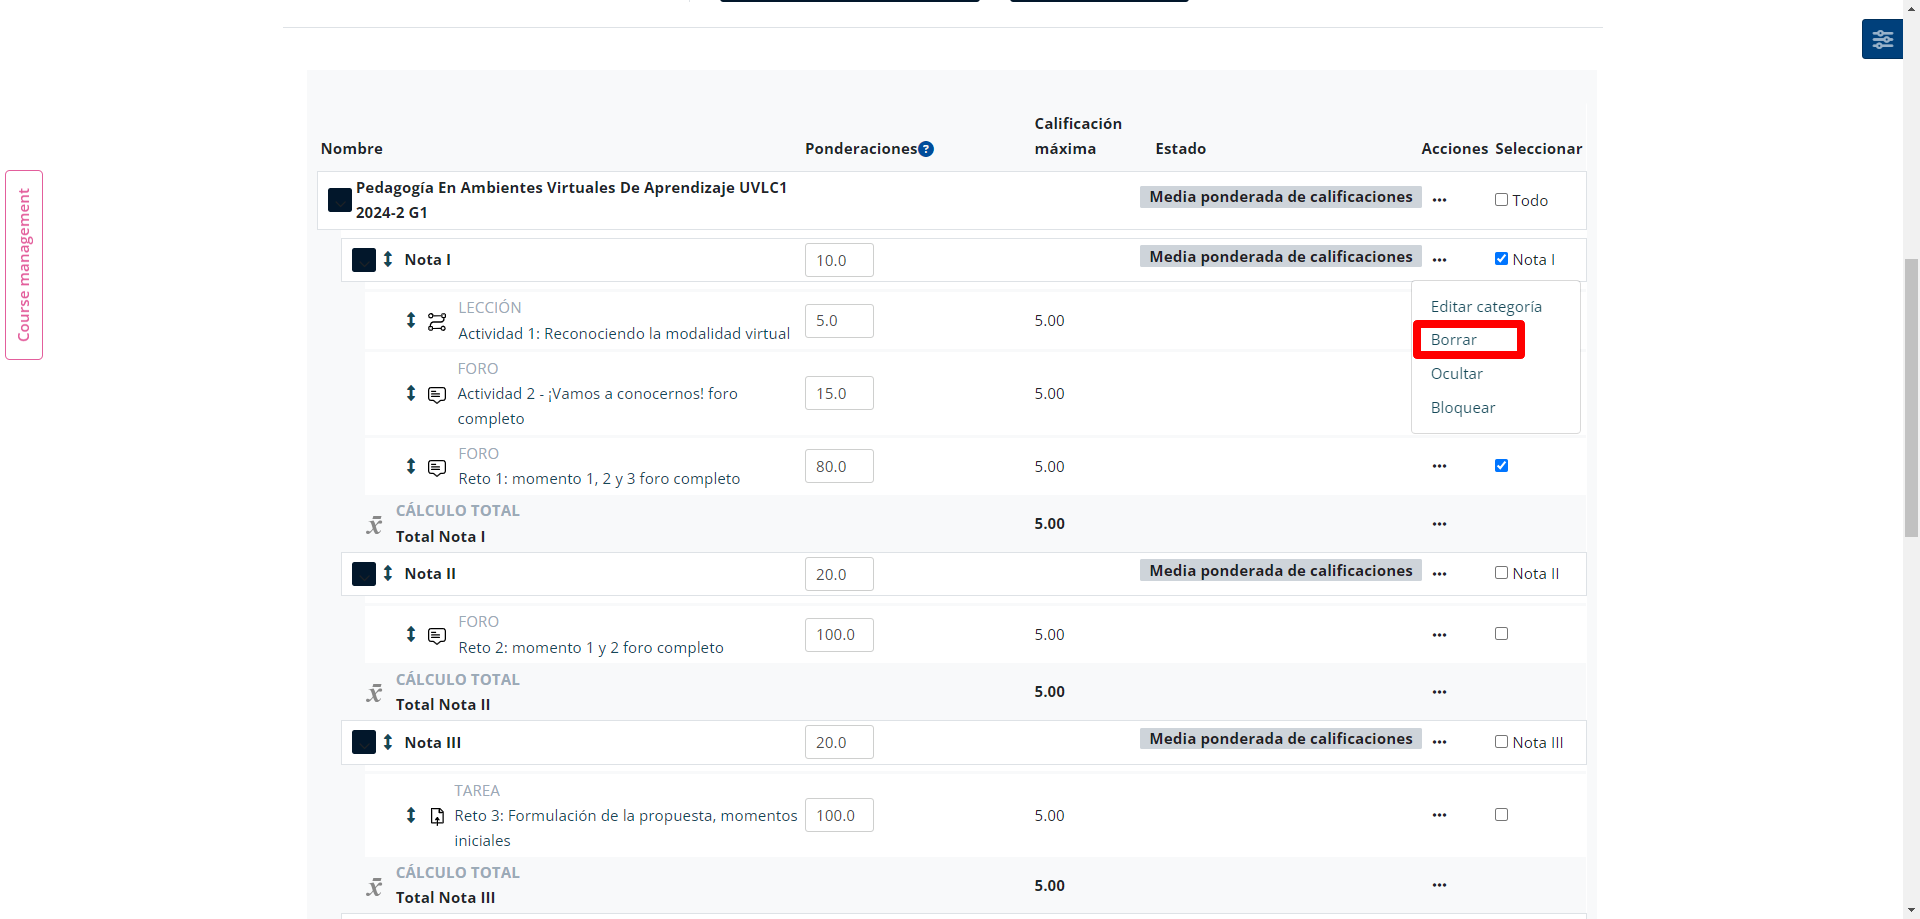 Course management
Calificación
Nombre Ponderaciones? máxima Estado Acciones Seleccionar
Pedagogía En Ambientes Virtuales De Aprendizaje UVLC1
2024-2 G1
Media ponderada de calificaciones ... Todo
Nota I 10.0 Media ponderada de calificaciones ... Nota I
LECCIÓN
Actividad 1: Reconociendo la modalidad virtual 5.0 5.00
Editar categoría
Borrar
Ocultar
Bloquear
FORO
Actividad 2 - ¡Vamos a conocernos! foro
completo
15.0 5.00
FORO
Reto 1: momento 1, 2 y 3 foro completo 80.0 5.00 ...
CÁLCULO TOTAL
Total Nota I 5.00 ...
Nota II 20.0 Media ponderada de calificaciones ... Nota II
FORO
Reto 2: momento 1 y 2 foro completo 100.0 5.00 ...
CÁLCULO TOTAL
Total Nota II 5.00 ...
Nota III 20.0 Media ponderada de calificaciones ... Nota III
TAREA
Reto 3: Formulación de la propuesta, momentos
iniciales
100.0 5.00 ...
CÁLCULO TOTAL
Total Nota III 5.00 ...